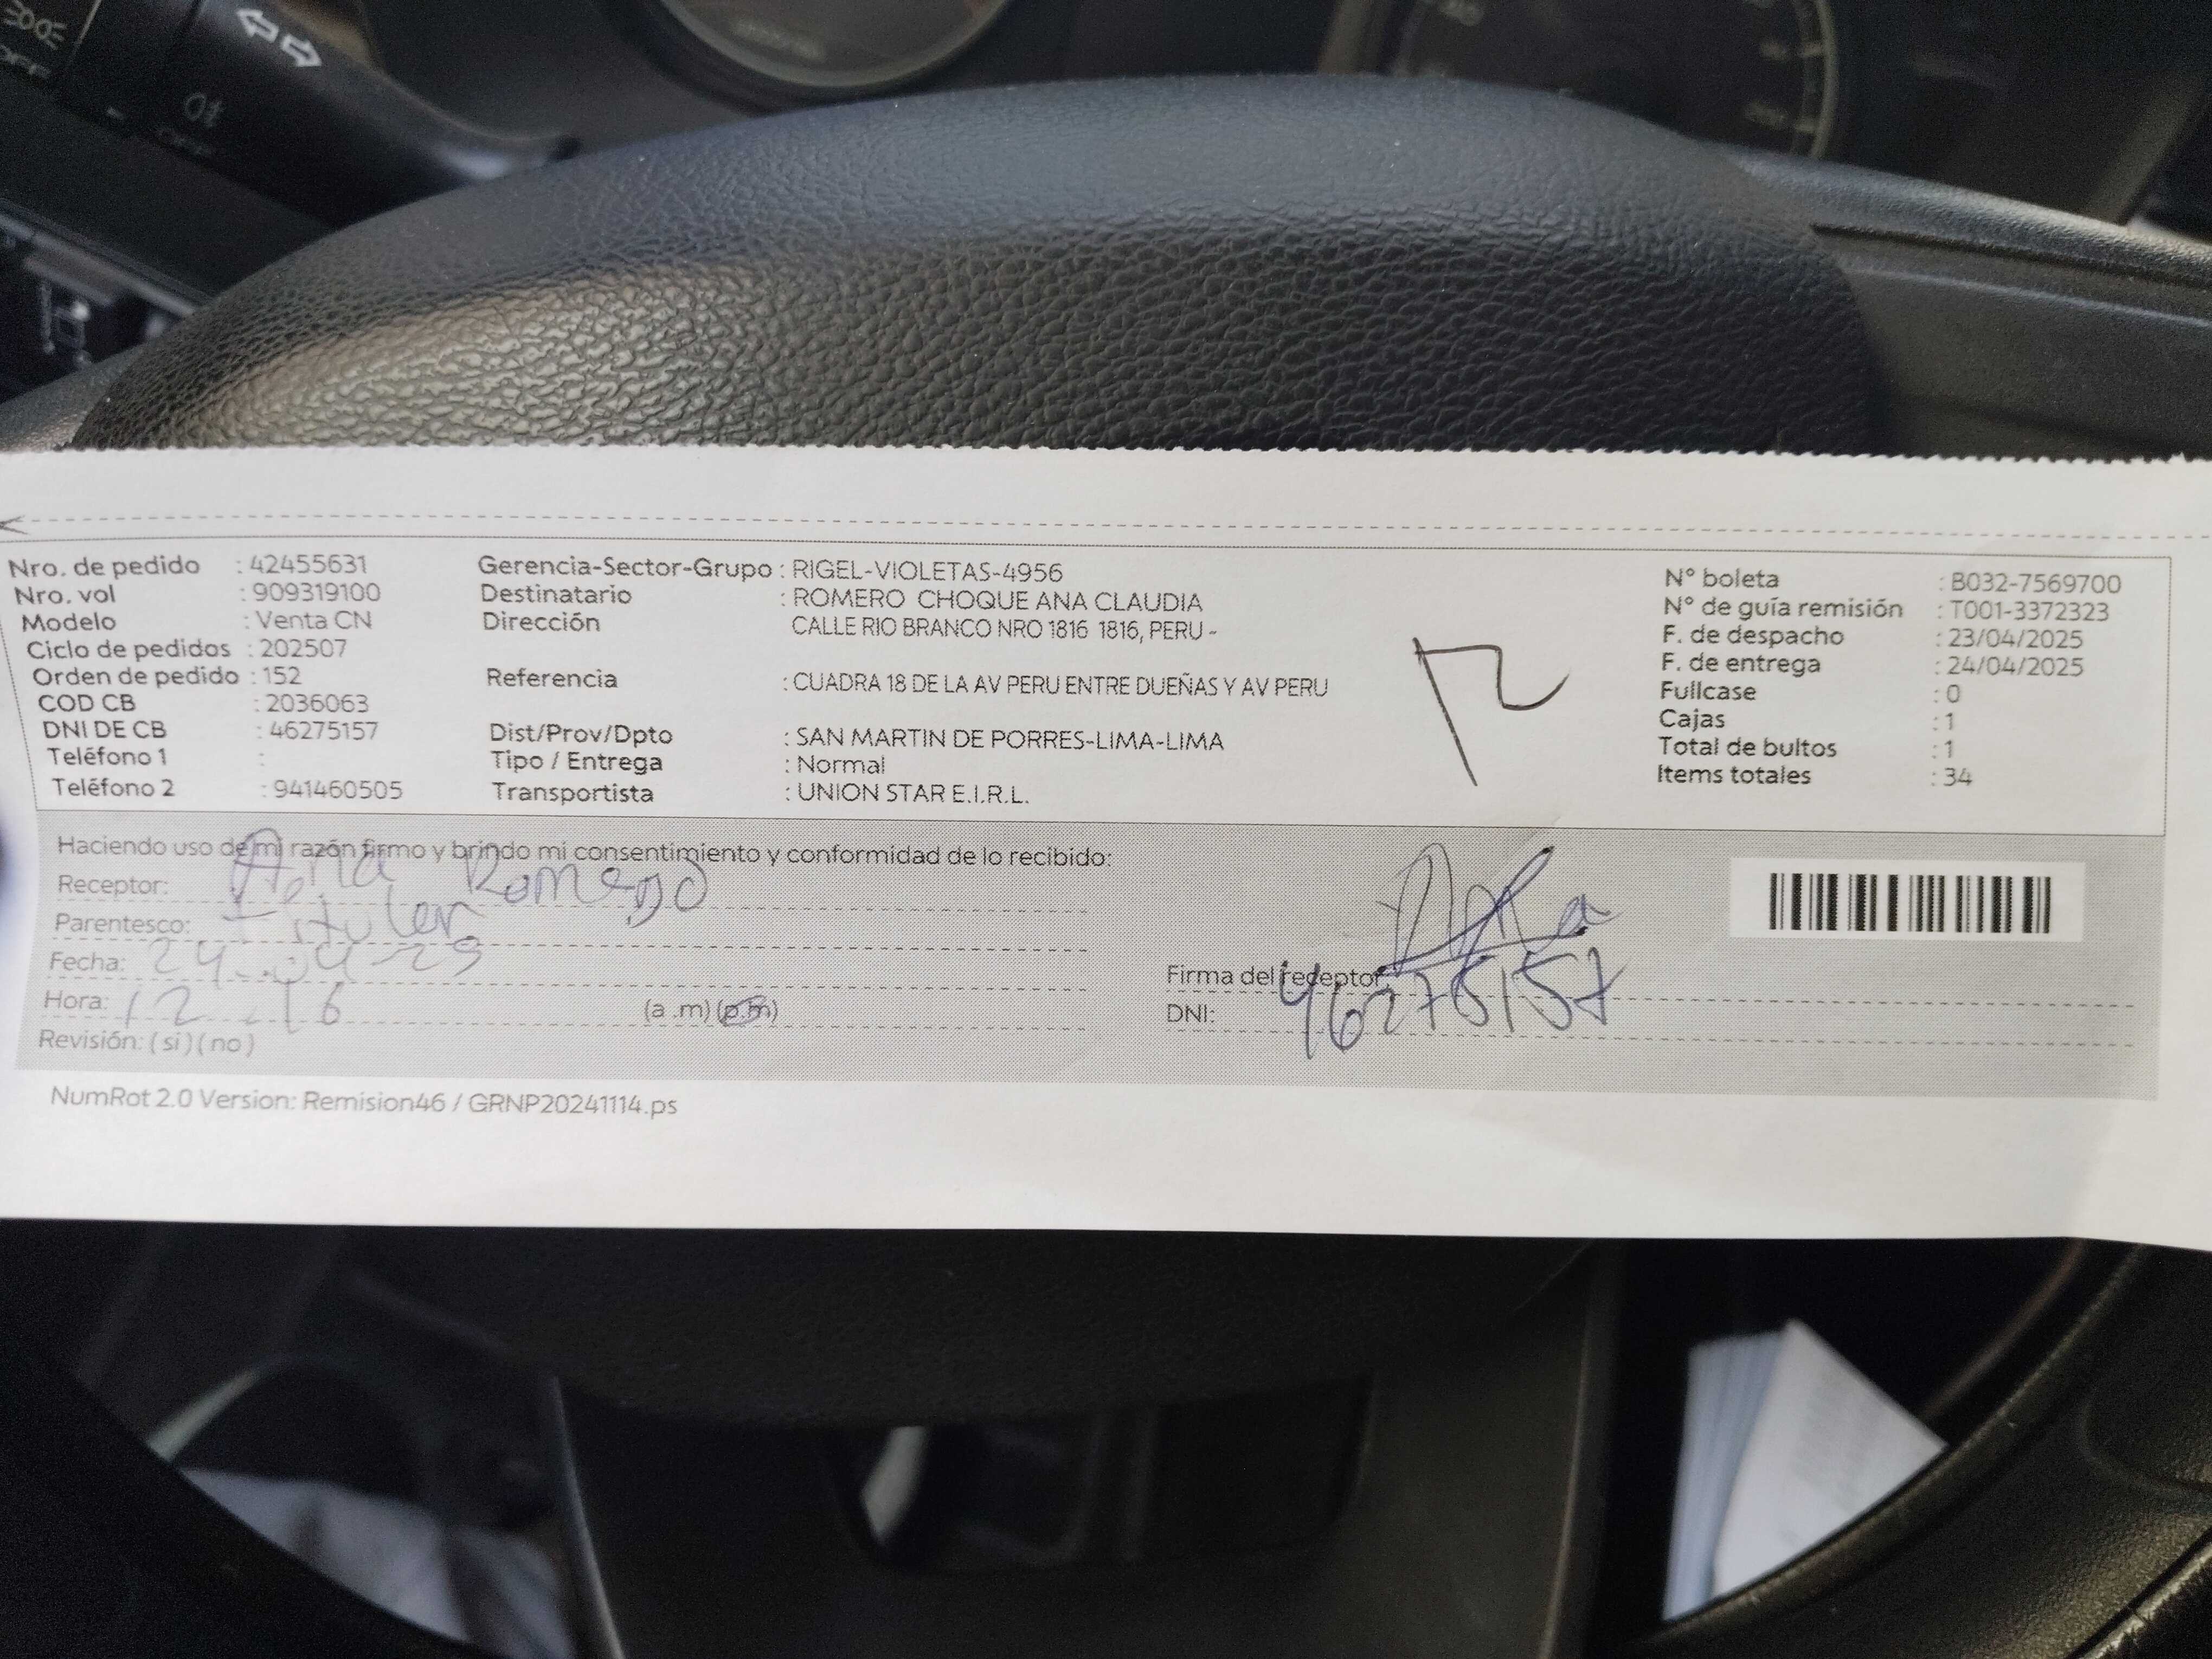 Nro. de pedido : 42455631
Nro. vol : 909319100
Modelo : Venta CN
Ciclo de pedidos : 202507
Orden de pedido : 152
COD CB : 2036063
DNI DE CB : 46275157
Teléfono 1 :
Teléfono 2 : 941460505
Gerencia-Sector-Grupo : RIGEL-VIOLETAS-4956
Destinatario : ROMERO CHOQUE ANA CLAUDIA
Dirección CALLE RIO BRANCO NRO 1816 1816, PERU -
Referencia : CUADRA 18 DE LA AV PERU ENTRE DUEÑAS Y AV PERU
Dist/Prov/Dpto : SAN MARTIN DE PORRES-LIMA-LIMA
Tipo / Entrega : Normal
Transportista : UNION STAR E.I.R.L.
N° boleta : B032-7569700
N° de guía remisión : T001-3372323
F. de despacho : 23/04/2025
F. de entrega : 24/04/2025
Fullcase : 0
Cajas : 1
Total de bultos : 1
Items totales : 34
Haciendo uso de mi razón firmo y brindo mi consentimiento y conformidad de lo recibido:
Receptor: Ana Romero
Parentesco: Titular
Fecha: 24-04-25
Hora: 12 16 (a .m) (p.m)
Revisión: ( si ) ( no )
Firma del receptor:
DNI: 46275157
NumRot 2.0 Version: Remision46 / GRNP20241114.ps
OFF
OFF